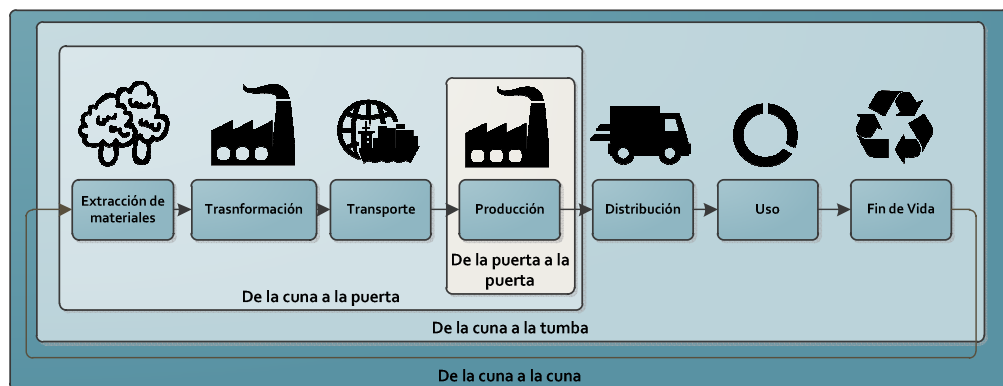 Extracción de
materiales
Trasnformación
Transporte
Producción
Distribución
Uso
Fin de Vida
De la puerta a la
puerta
De la cuna a la puerta
De la cuna a la tumba
De la cuna a la cuna